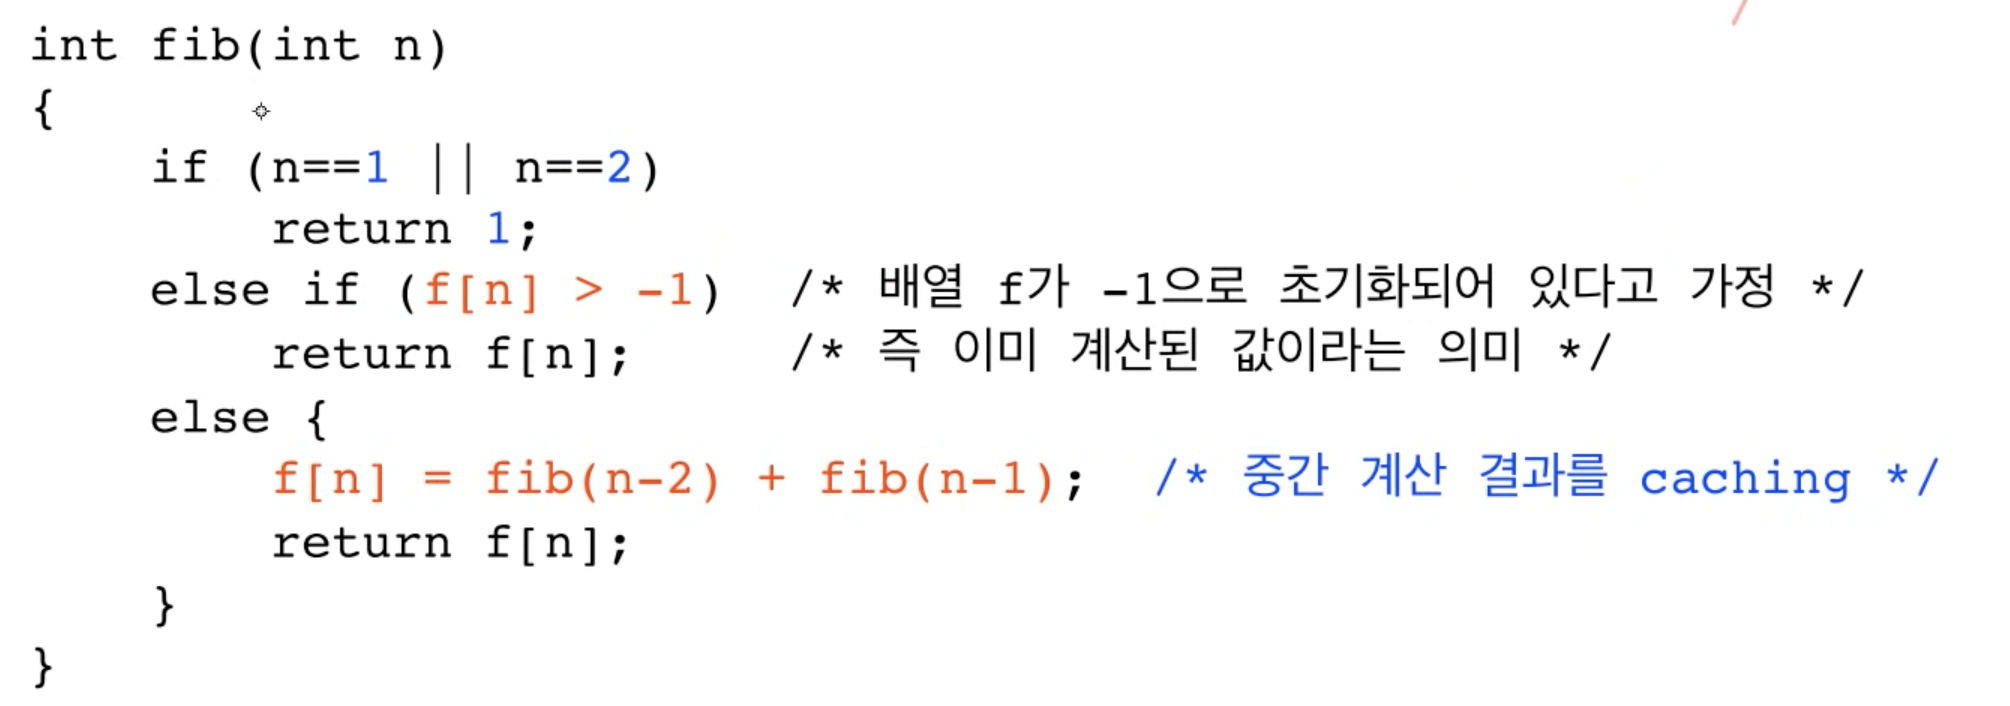 int fib(int n)
{
    if (n==1 || n==2)
        return 1;
    else if (f[n] > -1)  /* 배열 f가 -1으로 초기화되어 있다고 가정 */
        return f[n];     /* 즉 이미 계산된 값이라는 의미 */
    else {
        f[n] = fib(n-2) + fib(n-1);  /* 중간 계산 결과를 caching */
        return f[n];
    }
}